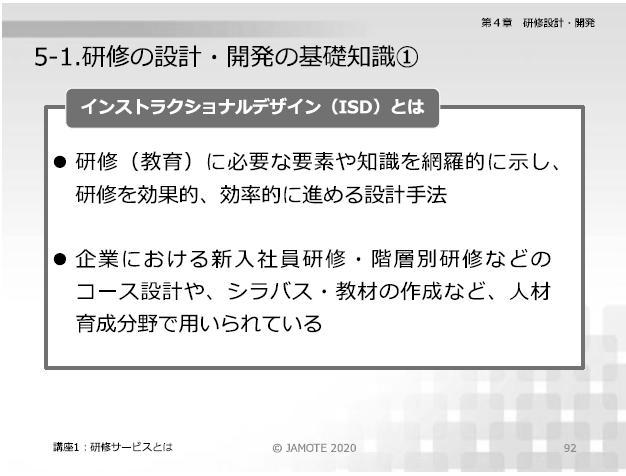 第４章　研修設計・開発
5-1.研修の設計・開発の基礎知識①
インストラクショナルデザイン（ISD）とは
● 研修（教育）に必要な要素や知識を網羅的に示し、
研修を効果的、効率的に進める設計手法
● 企業における新入社員研修・階層別研修などの
コース設計や、シラバス・教材の作成など、人材
育成分野で用いられている
講座1：研修サービスとは
© JAMOTE 2020
92